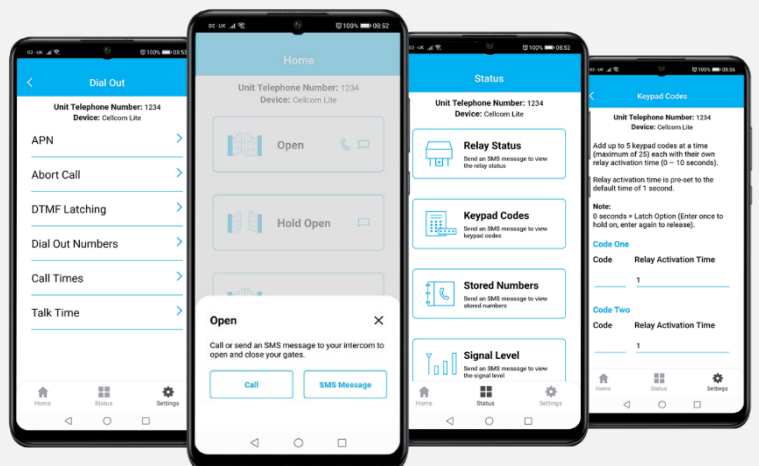 02-UK 100% 08:53
Dial Out
Unit Telephone Number: 1234
Device: Cellcom Lite
APN
Abort Call
DTMF Latching
Dial Out Numbers
Call Times
Talk Time
Home
Status
Settings
02-UK 100% 08:52
Home
Unit Telephone Number: 1234
Device: Cellcom Lite
Open
Hold Open
Open
Call or send an SMS message to your intercom to
open and close your gates.
Call
SMS Message
02-UK 100% 08:52
Status
Unit Telephone Number: 1234
Device: Cellcom Lite
Relay Status
Send an SMS message to view
the relay status
Keypad Codes
Send an SMS message to view
keypad codes
Stored Numbers
Send an SMS message to view
stored numbers
Signal Level
Send an SMS message to view
the signal level
Home
Status
Settings
02-UK 100% 08:56
Keypad Codes
Unit Telephone Number: 1234
Device: Cellcom Lite
Add up to 5 keypad codes at a time
(maximum of 25) each with their own
relay activation time (0 – 10 seconds).
Relay activation time is pre-set to the
default time of 1 second.
Note:
0 seconds = Latch Option (Enter once to
hold on, enter again to release).
Code One
Code Relay Activation Time
1
Code Two
Code Relay Activation Time
1
Home
Status
Settings